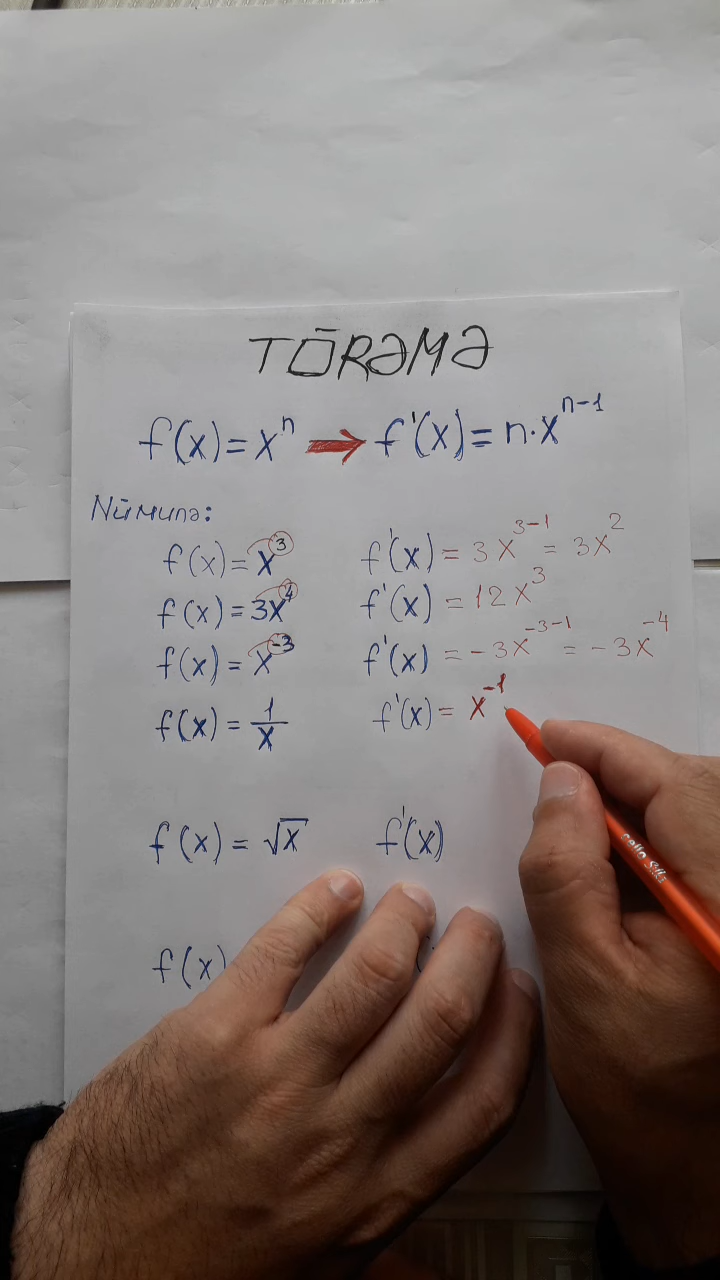 TÖRƏMƏ
f(x) = xⁿ → f'(x) = n·xⁿ⁻¹
Nümunə:
f(x) = x³ f'(x) = 3x³⁻¹ = 3x²
f(x) = 3x⁴ f'(x) = 12x³
f(x) = x⁻³ f'(x) = -3x⁻³⁻¹ = -3x⁻⁴
f(x) = 1/x f'(x) = x⁻¹
f(x) = √x f'(x)
f(x)
cello